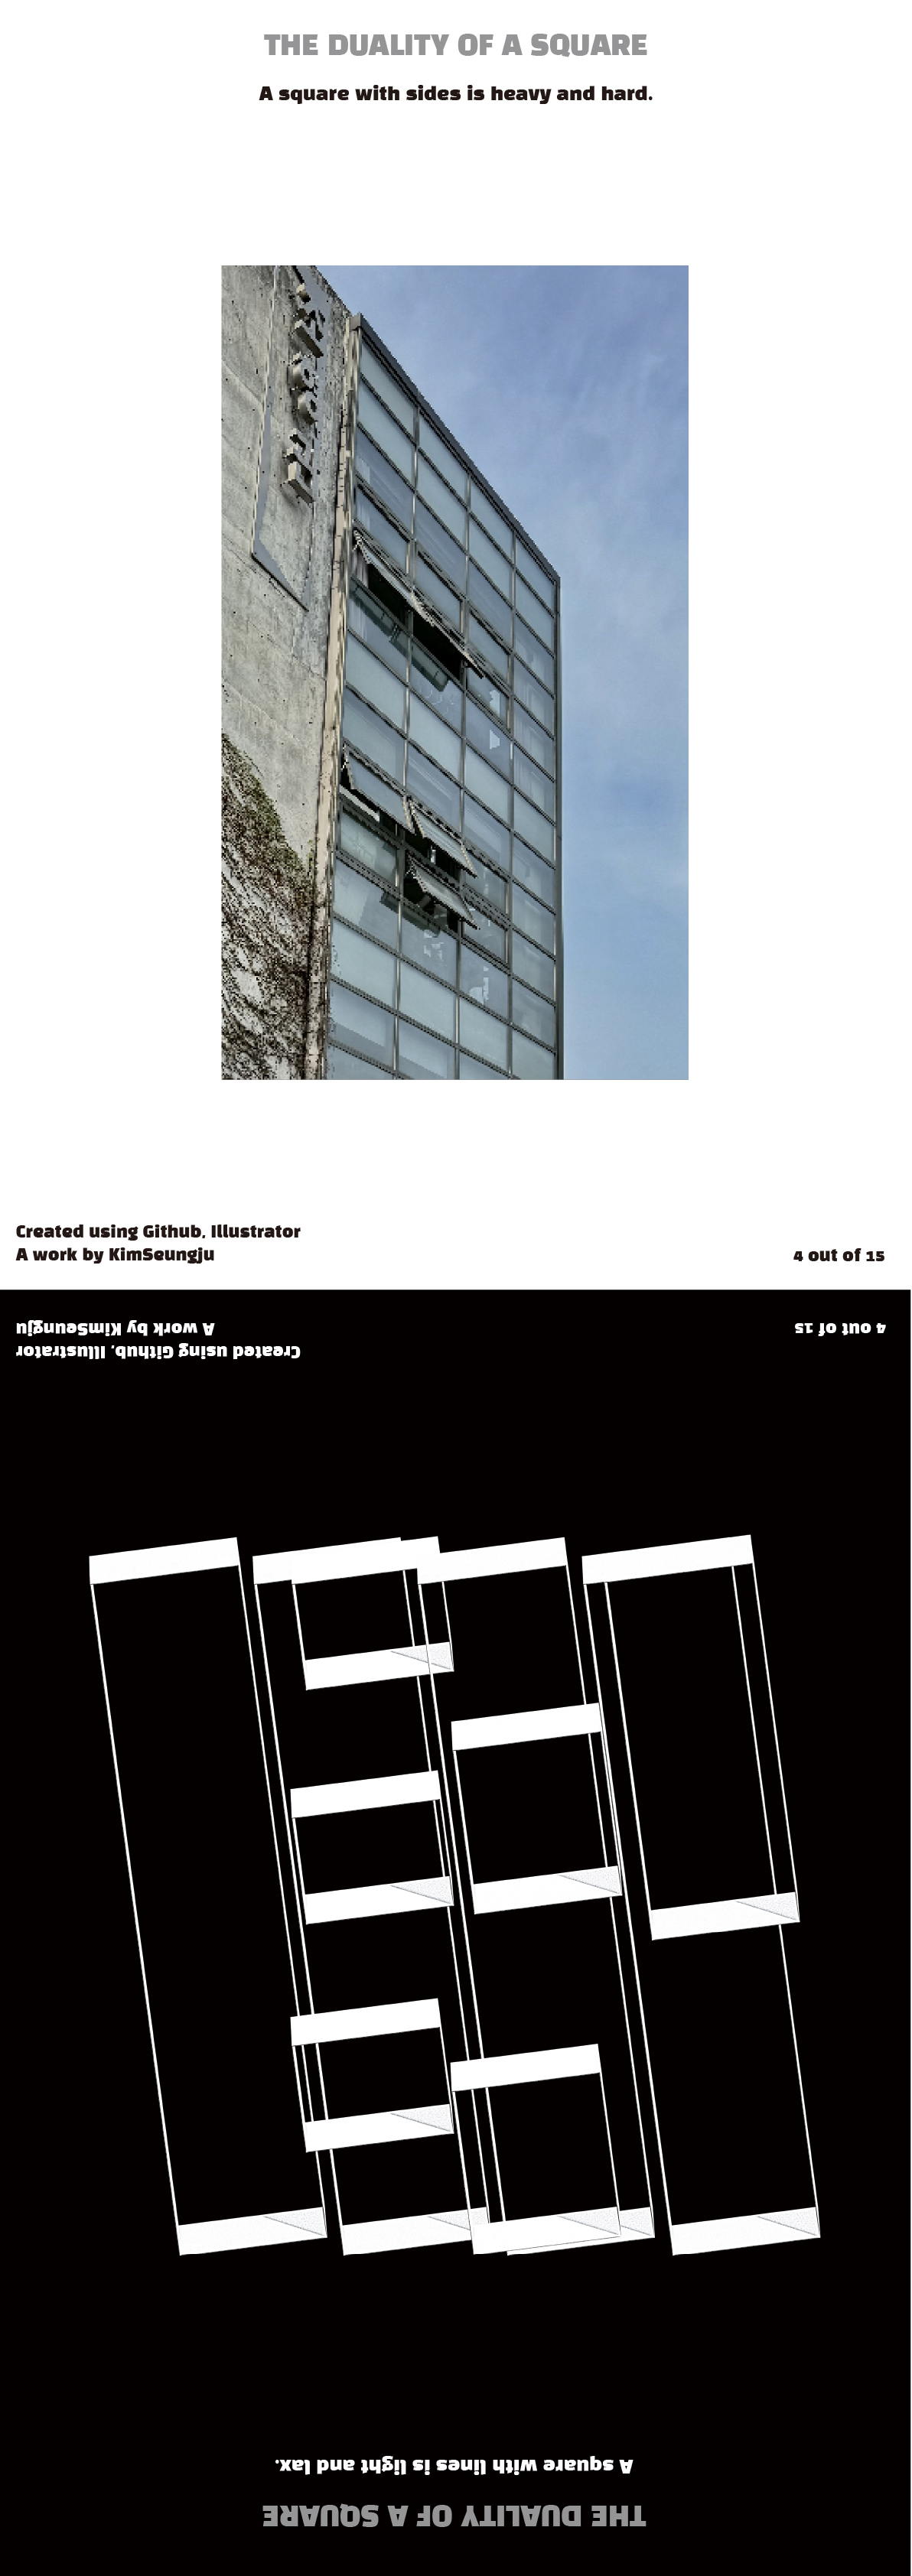 THE DUALITY OF A SQUARE
A square with sides is heavy and hard.
Created using Github, Illustrator
A work by KimSeungju
4 out of 15
A work by KimSeungju
Created using Github, Illustrator
4 out of 15
A square with lines is light and lax.
THE DUALITY OF A SQUARE